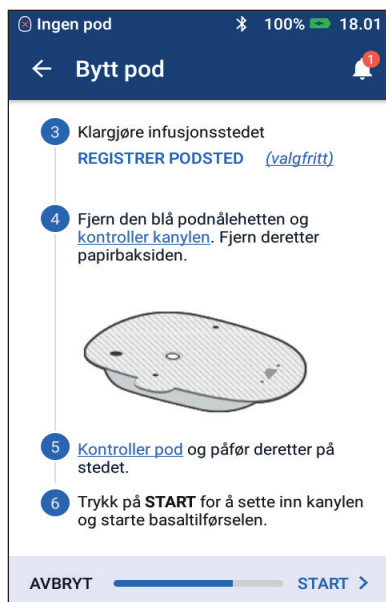 Ingen pod 100% 18.01
Bytt pod 1
3 Klargjøre infusjonsstedet
REGISTRER PODSTED (valgfritt)
4 Fjern den blå podnålehetten og
kontroller kanylen. Fjern deretter
papirbaksiden.
5 Kontroller pod og påfør deretter på
stedet.
6 Trykk på START for å sette inn kanylen
og starte basaltilførselen.
AVBRYT START